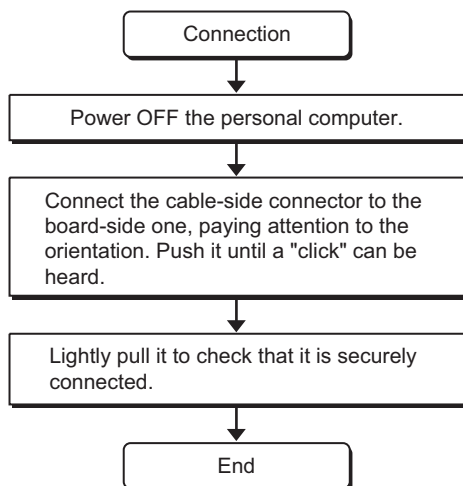 Connection
Power OFF the personal computer.
Connect the cable-side connector to the
board-side one, paying attention to the
orientation. Push it until a "click" can be
heard.
Lightly pull it to check that it is securely
connected.
End